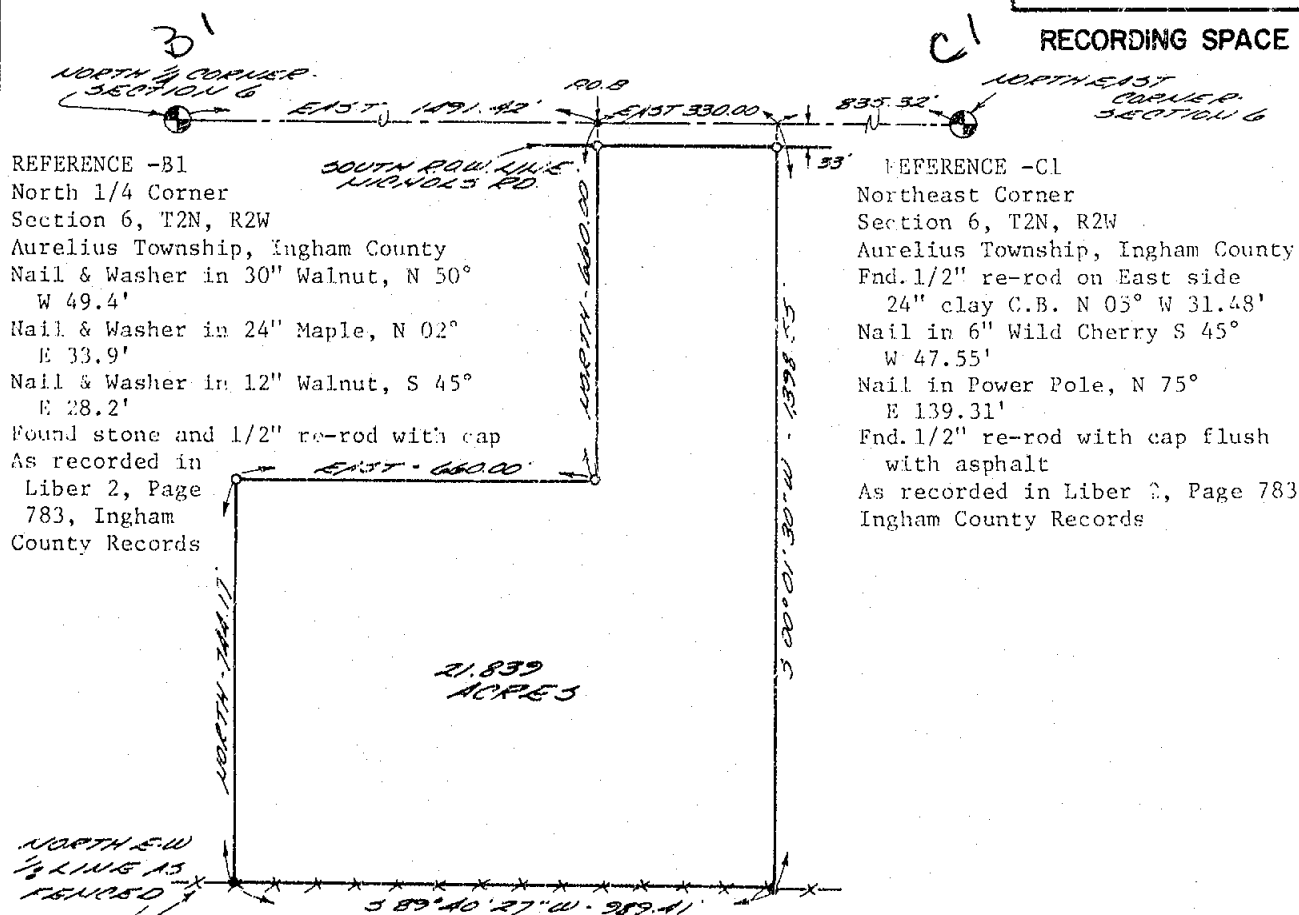 RECORDING SPACE
B1
C1
NORTH 1/4 CORNER
SECTION 6
EAST 1491.42'
P.O.B
EAST 330.00
835.32'
NORTHEAST
CORNER
SECTION 6
SOUTH R.O.W. LINE
NICHOLS RD.
33'
REFERENCE -B1
North 1/4 Corner
Section 6, T2N, R2W
Aurelius Township, Ingham County
Nail & Washer in 30" Walnut, N 50°
W 49.4'
Nail & Washer in 24" Maple, N 02°
E 33.9'
Nail & Washer in 12" Walnut, S 45°
E 28.2'
Found stone and 1/2" re-rod with cap
As recorded in
Liber 2, Page
783, Ingham
County Records
REFERENCE -C1
Northeast Corner
Section 6, T2N, R2W
Aurelius Township, Ingham County
Fnd. 1/2" re-rod on East side
24" clay C.B. N 05° W 31.48'
Nail in 6" Wild Cherry S 45°
W 47.55'
Nail in Power Pole, N 75°
E 139.31'
Fnd. 1/2" re-rod with cap flush
with asphalt
As recorded in Liber 2, Page 783
Ingham County Records
NORTH - 660.00
EAST - 660.00
S 00°01'30" W - 1398.55'
NORTH - 744.17'
21.839
ACRES
NORTH E-W
LINE AS
FENCED
S 89°40'27" W - 989.41'